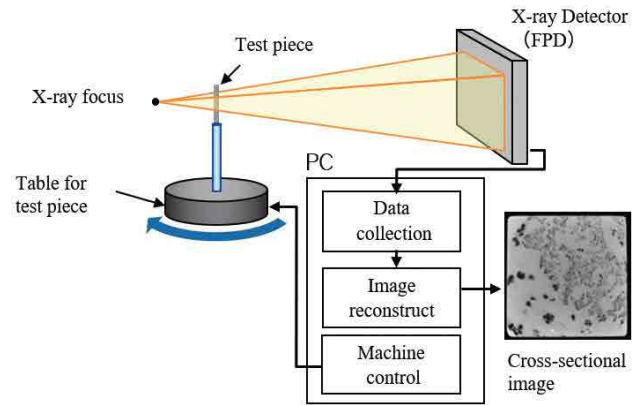 X-ray Detector
（FPD）
Test piece
X-ray focus
Table for
test piece
PC
Data
collection
Image
reconstruct
Machine
control
Cross-sectional
image